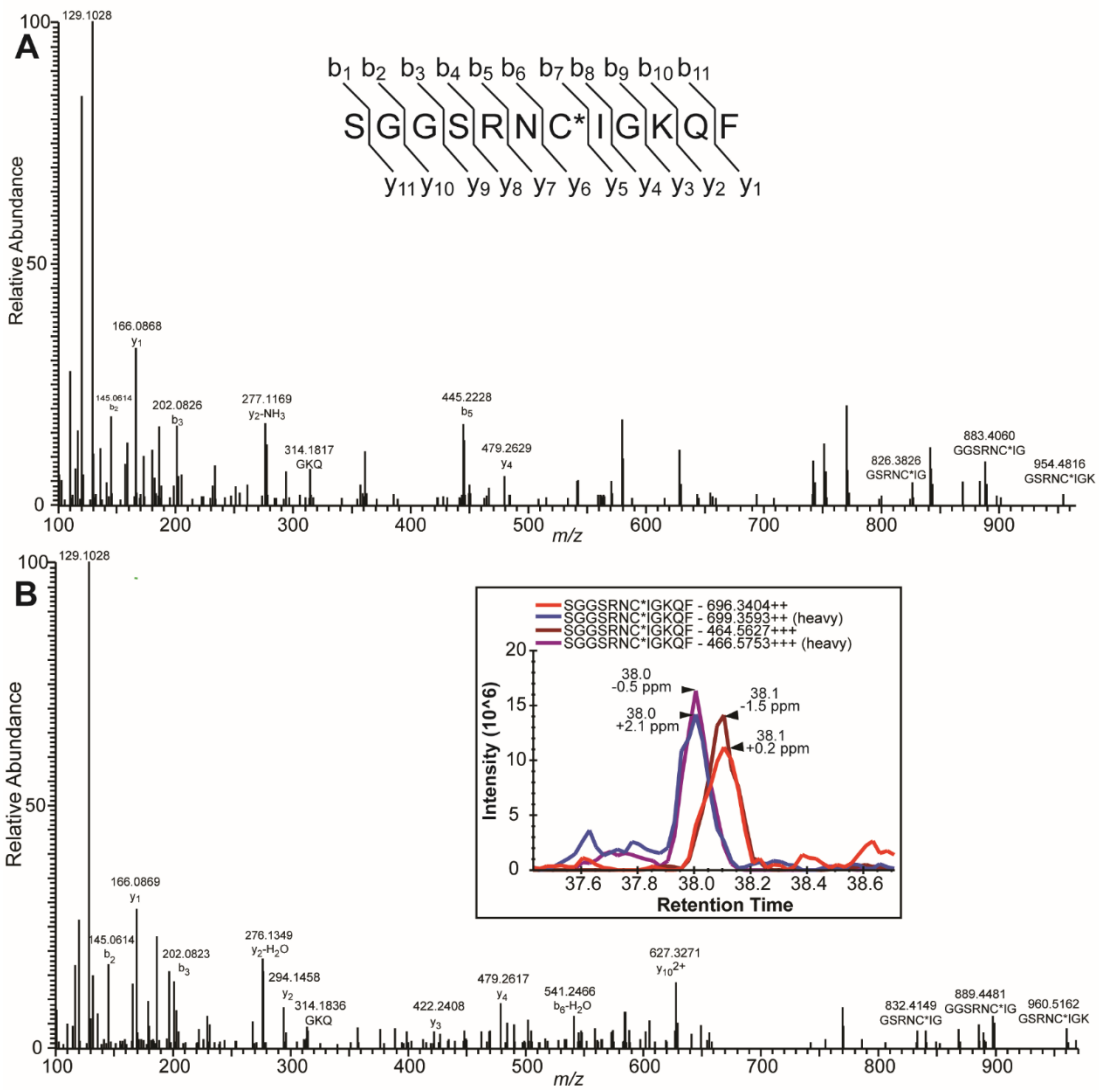 A
100
129.1028
b1 b2 b3 b4 b5 b6 b7 b8 b9 b10 b11
SGGSRNC*IGKQF
y11 y10 y9 y8 y7 y6 y5 y4 y3 y2 y1
Relative Abundance
50
166.0868
y1
145.0614
b2
202.0826
b3
277.1169
y2-NH3
314.1817
GKQ
445.2228
b5
479.2629
y4
826.3826
GSRNC*IG
883.4060
GGSRNC*IG
954.4816
GSRNC*IGK
0
100 200 300 400 500 600 700 800 900
m/z
B
100
129.1028
SGGSRNC*IGKQF - 696.3404++
SGGSRNC*IGKQF - 699.3593++ (heavy)
SGGSRNC*IGKQF - 464.5627+++
SGGSRNC*IGKQF - 466.5753+++ (heavy)
20
15
10
5
0
Intensity (10^6)
38.0
-0.5 ppm
38.0
+2.1 ppm
38.1
-1.5 ppm
38.1
+0.2 ppm
37.6 37.8 38.0 38.2 38.4 38.6
Retention Time
Relative Abundance
50
166.0869
y1
145.0614
b2
202.0823
b3
276.1349
y2-H2O
294.1458
y2
314.1836
GKQ
422.2408
y3
479.2617
y4
541.2466
b6-H2O
627.3271
y10 2+
832.4149
GSRNC*IG
889.4481
GGSRNC*IG
960.5162
GSRNC*IGK
0
100 200 300 400 500 600 700 800 900
m/z